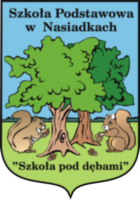 Szkoła Podstawowa
w Nasiadkach
"Szkoła pod dębami"